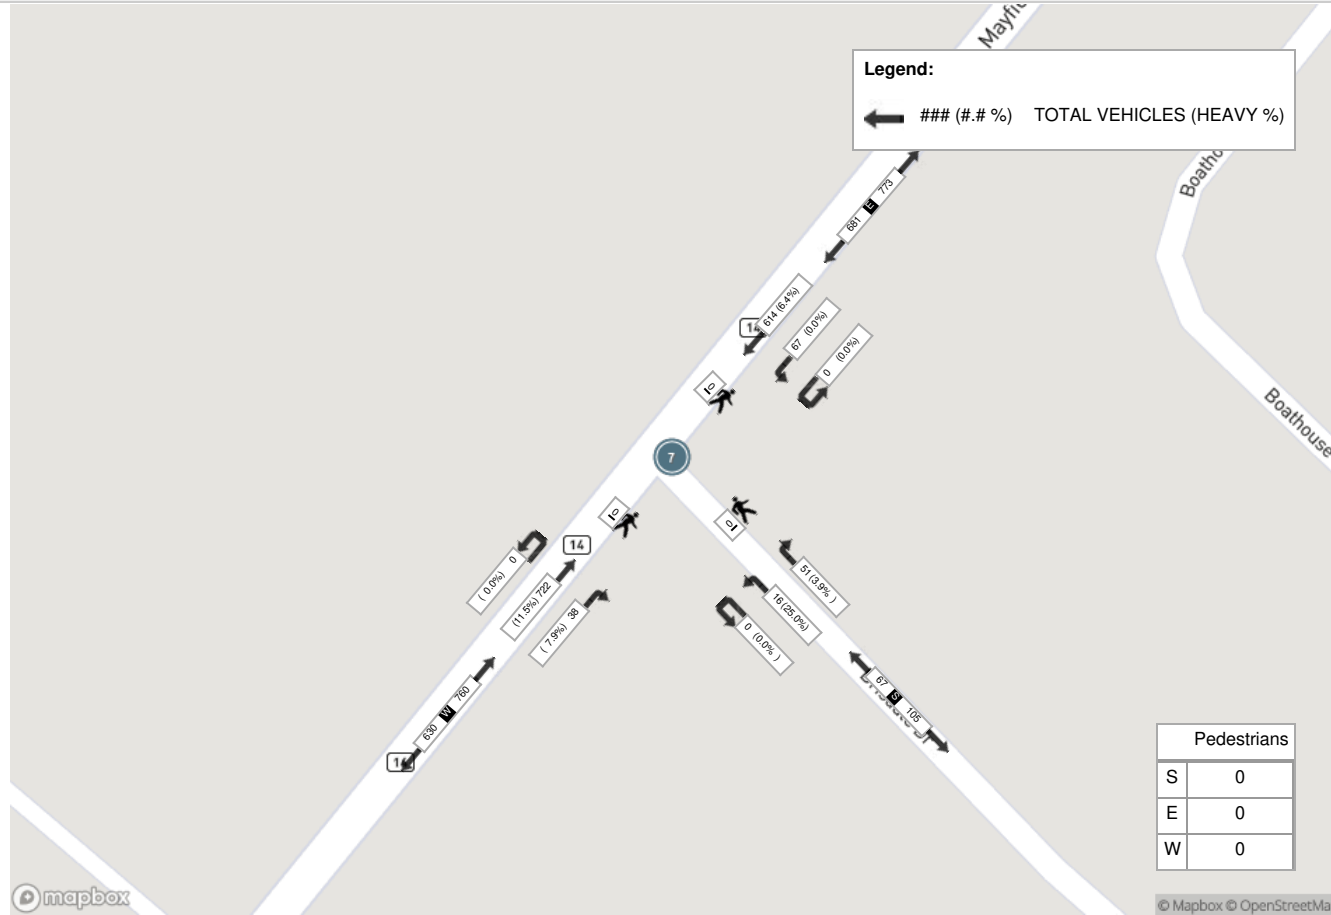 Mayfi
Legend:
### (#.# %) TOTAL VEHICLES (HEAVY %)
Boatho
681 E 773
614 (6.4%)
67 (0.0%)
0 (0.0%)
14
0
7
0
0
14
( 0.0%) 0
(11.5%) 722
( 7.9%) 38
51 (3.9% )
16 (25.0%)
0 (0.0% )
Boathouse
630 W 760
67 S 105
14
Pedestrians
S 0
E 0
W 0
mapbox
© Mapbox © OpenStreetMa